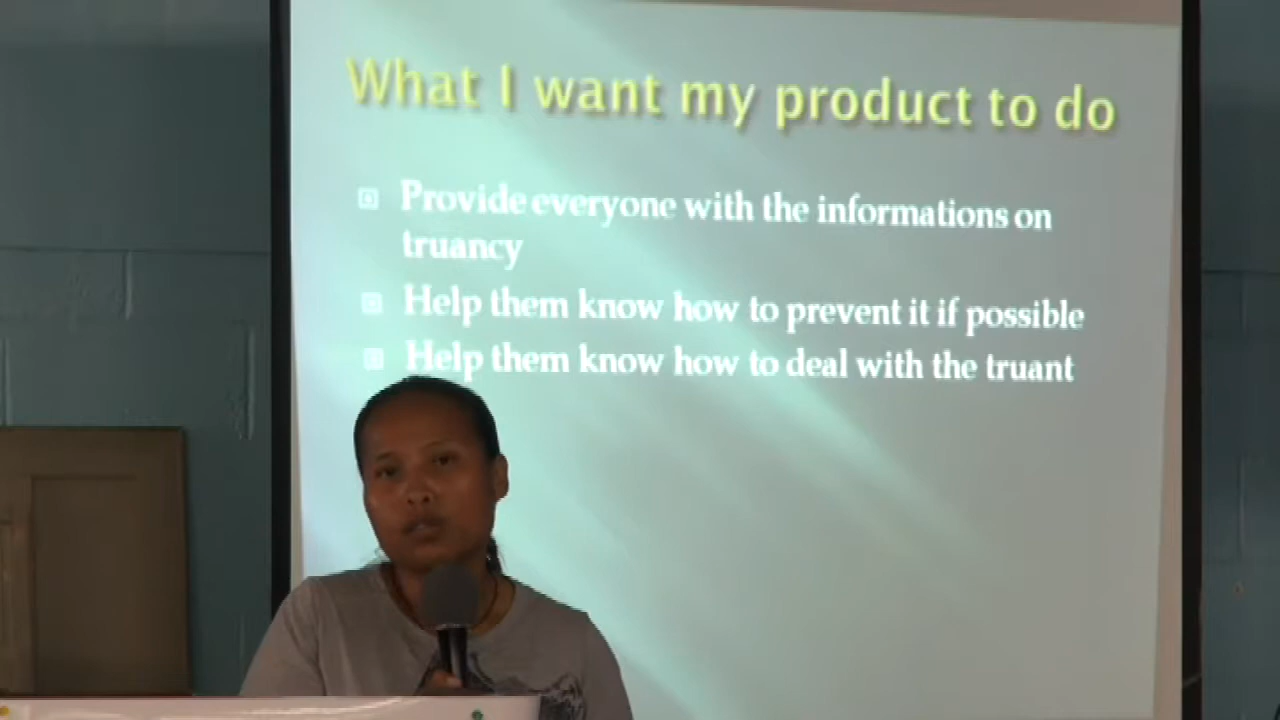 What I want my product to do
Provide everyone with the informations on
truancy
Help them know how to prevent it if possible
Help them know how to deal with the truant